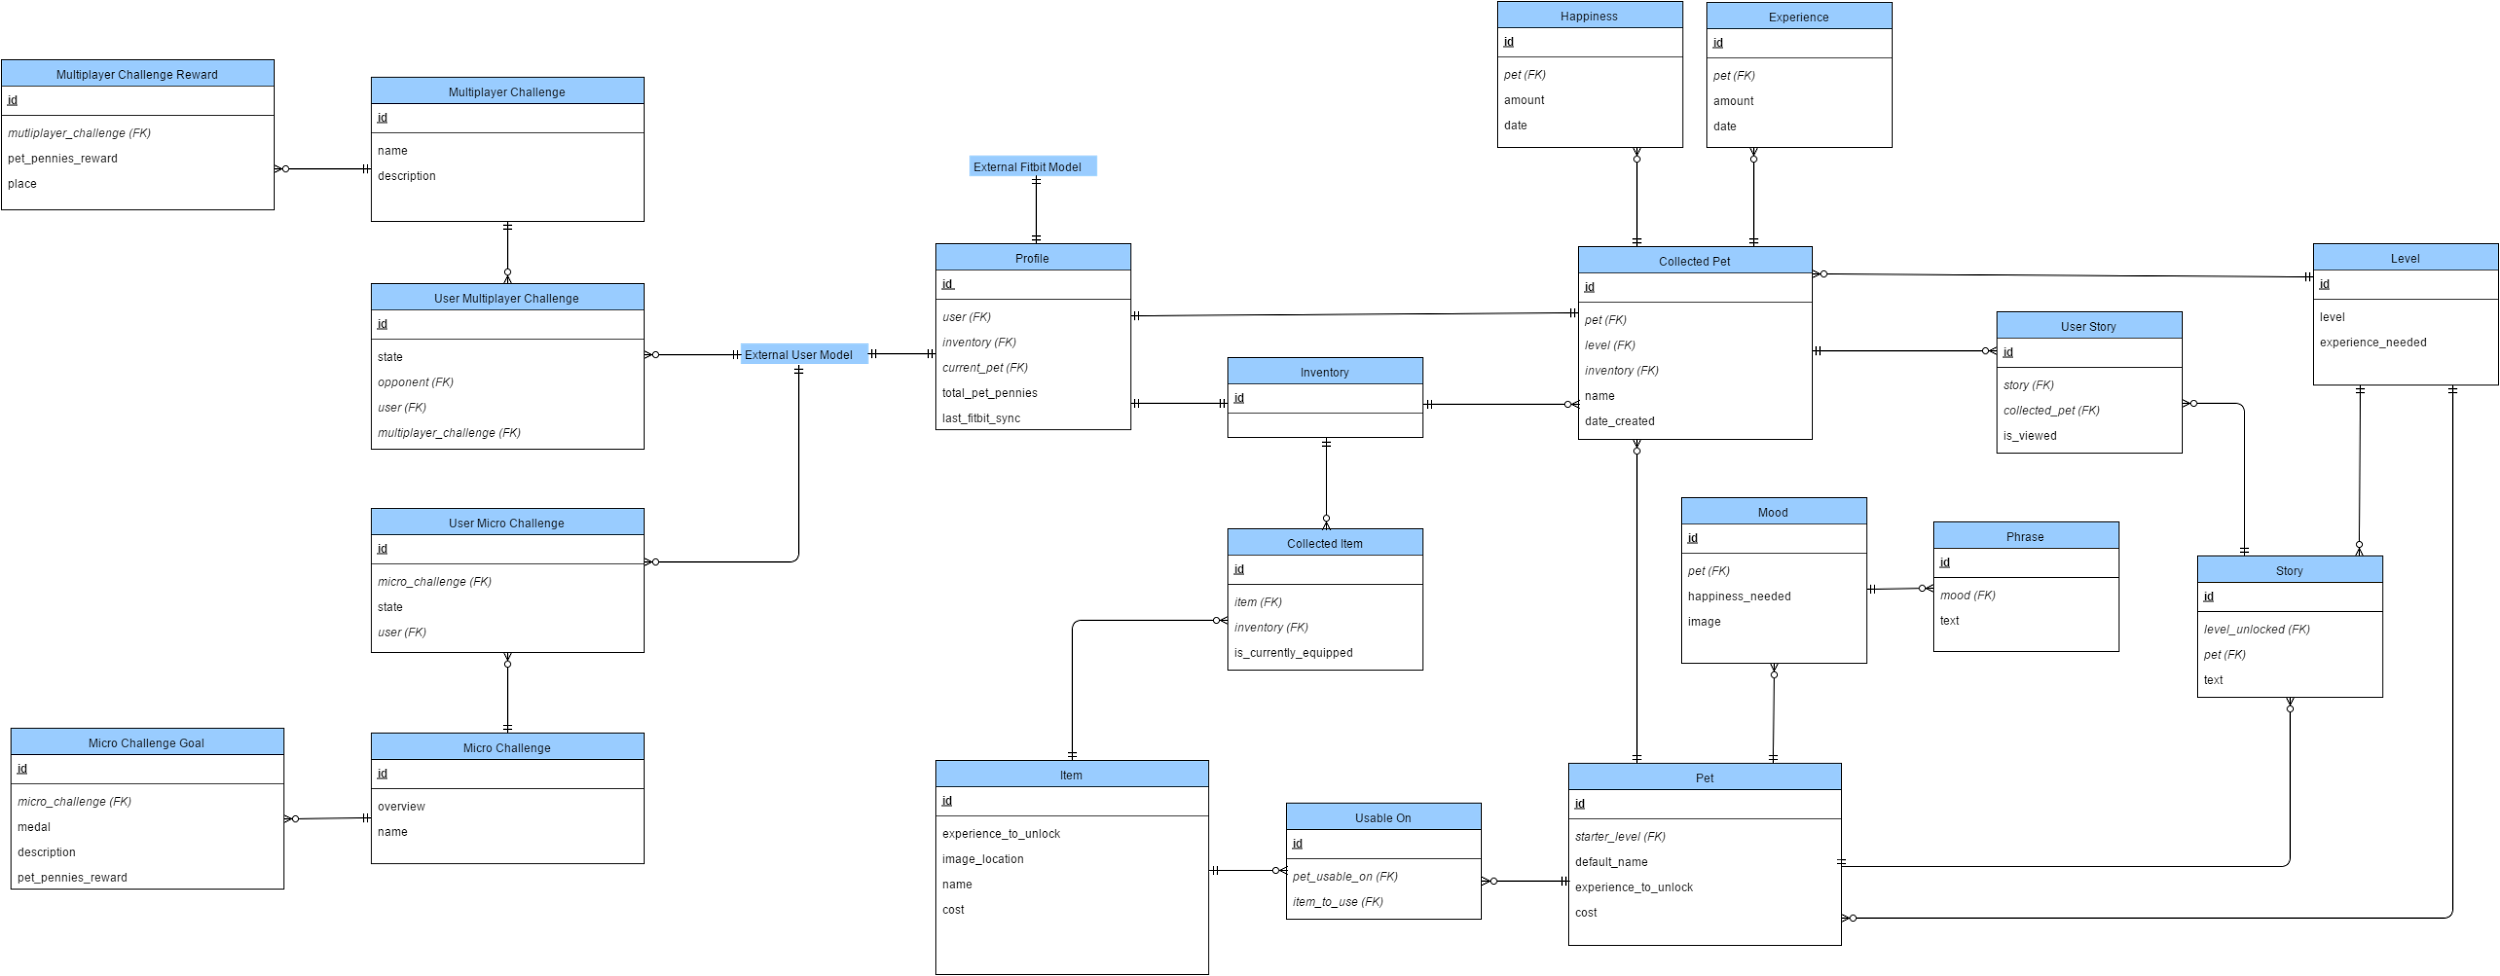 Happiness
id
pet (FK)
amount
date
Experience
id
pet (FK)
amount
date
Multiplayer Challenge Reward
id
mutliplayer_challenge (FK)
pet_pennies_reward
place
Multiplayer Challenge
id
name
description
External Fitbit Model
Profile
id
user (FK)
inventory (FK)
current_pet (FK)
total_pet_pennies
last_fitbit_sync
Collected Pet
id
pet (FK)
level (FK)
inventory (FK)
name
date_created
Level
id
level
experience_needed
User Multiplayer Challenge
id
state
opponent (FK)
user (FK)
multiplayer_challenge (FK)
External User Model
Inventory
id
User Story
id
story (FK)
collected_pet (FK)
is_viewed
User Micro Challenge
id
micro_challenge (FK)
state
user (FK)
Collected Item
id
item (FK)
inventory (FK)
is_currently_equipped
Mood
id
pet (FK)
happiness_needed
image
Phrase
id
mood (FK)
text
Story
id
level_unlocked (FK)
pet (FK)
text
Micro Challenge Goal
id
micro_challenge (FK)
medal
description
pet_pennies_reward
Micro Challenge
id
overview
name
Item
id
experience_to_unlock
image_location
name
cost
Usable On
id
pet_usable_on (FK)
item_to_use (FK)
Pet
id
starter_level (FK)
default_name
experience_to_unlock
cost